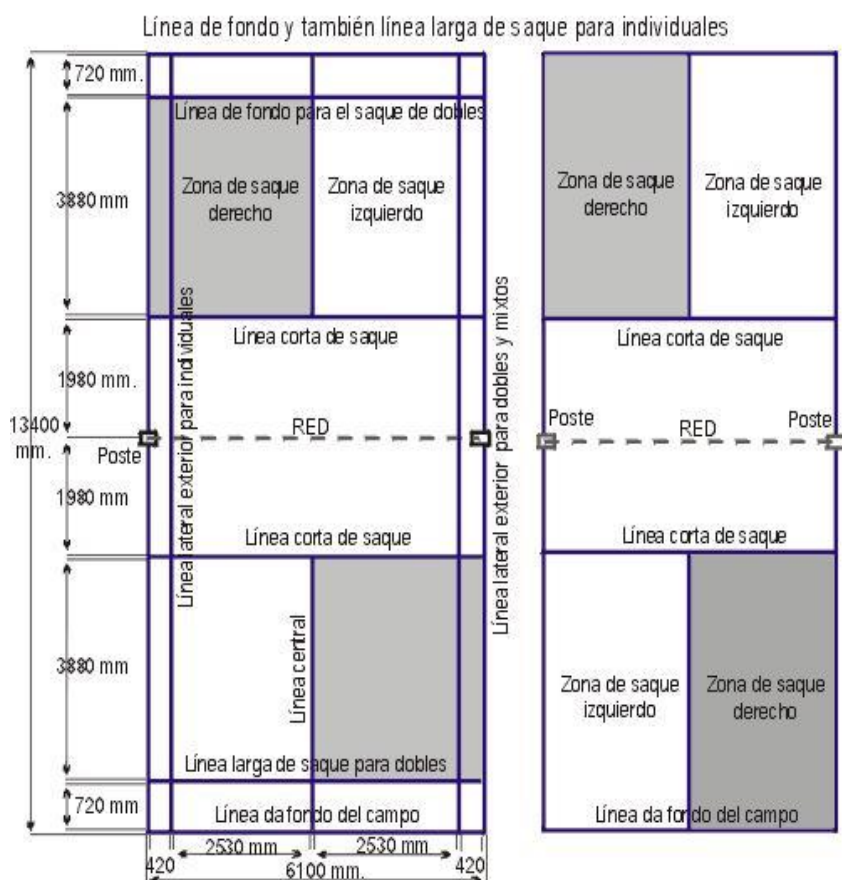 Línea de fondo y también línea larga de saque para individuales
720 mm.
Línea de fondo para el saque de dobles
3880 mm
Zona de saque
derecho
Zona de saque
izquierdo
Línea lateral exterior para individuales
Línea corta de saque
1980 mm.
13400
mm.
Poste
RED
1980 mm
Línea corta de saque
Línea lateral exterior para dobles y mixtos
3880 mm
Línea central
Línea larga de saque para dobles
720 mm
Línea da fondo del campo
420
2530 mm
2530 mm
420
6100 mm.
Zona de saque
derecho
Zona de saque
izquierdo
Línea corta de saque
Poste
RED
Poste
Línea corta de saque
Zona de saque
izquierdo
Zona de saque
derecho
Línea da fondo del campo